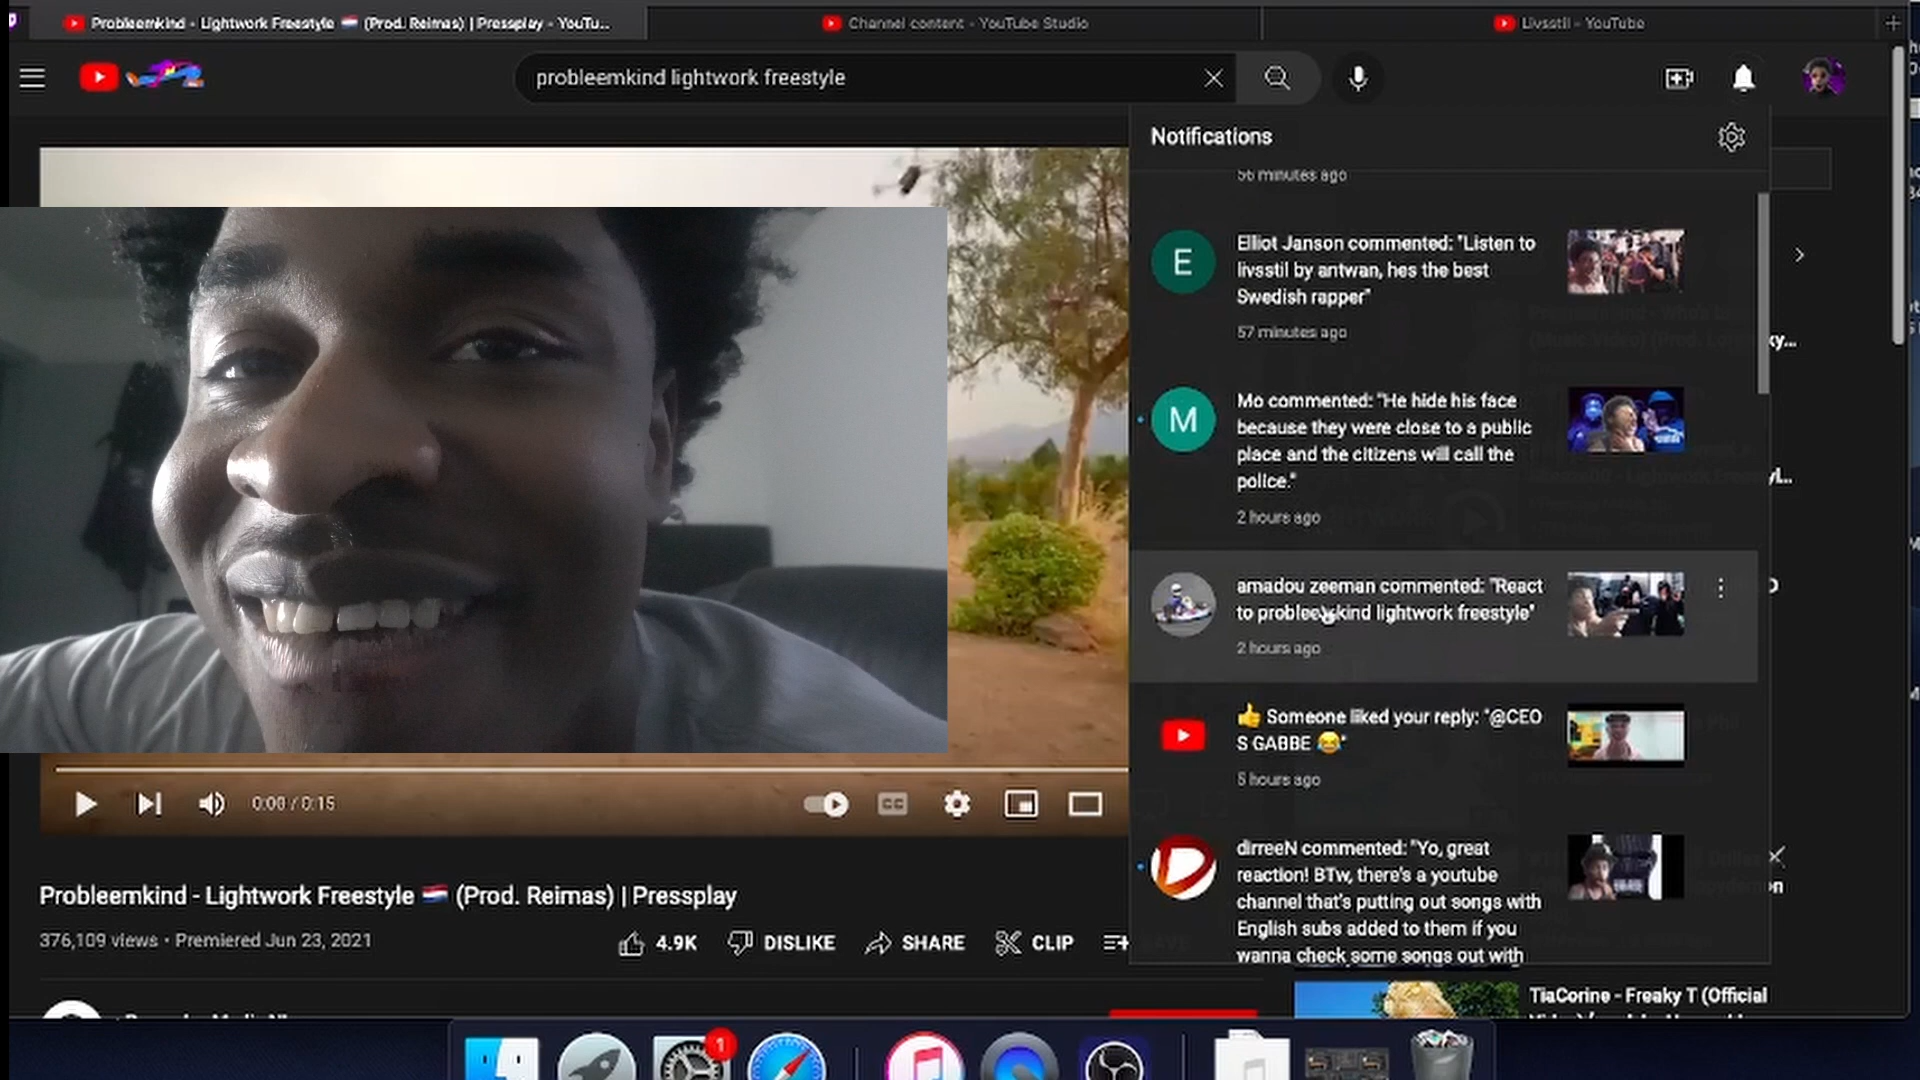 Probleemkind - Lightwork Freestyle 🇳🇱 (Prod. Reimas) | Pressplay - YouTu...
Channel content - YouTube Studio
Livsstil - YouTube
probleemkind lightwork freestyle
Notifications
56 minutes ago
Elliot Janson commented: "Listen to
livsstil by antwan, hes the best
Swedish rapper"
57 minutes ago
M
Mo commented: "He hide his face
because they were close to a public
place and the citizens will call the
police."
2 hours ago
amadou zeeman commented: "React
to probleemkind lightwork freestyle"
2 hours ago
👍 Someone liked your reply: "@CEO
S GABBE 😂"
5 hours ago
dirreeN commented: "Yo, great
reaction! BTw, there's a youtube
channel that's putting out songs with
English subs added to them if you
wanna check some songs out with
E
0:00 / 0:15
CC
Probleemkind - Lightwork Freestyle 🇳🇱 (Prod. Reimas) | Pressplay
376,109 views • Premiered Jun 23, 2021
4.9K DISLIKE SHARE CLIP
TiaCorine - Freaky T (Official
1